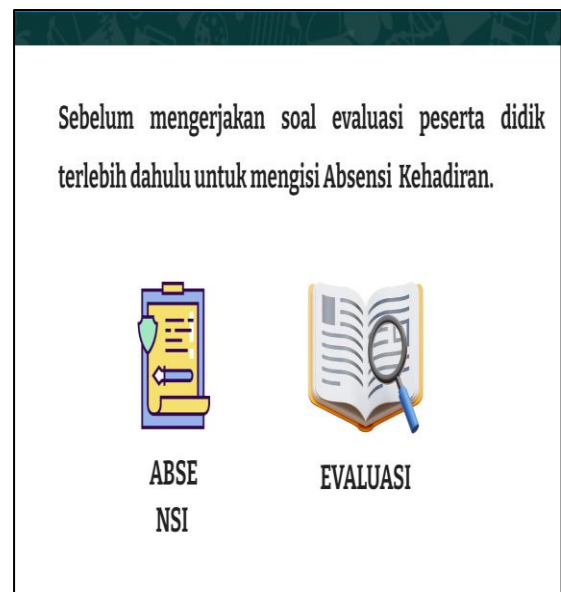 Sebelum mengerjakan soal evaluasi peserta didik
terlebih dahulu untuk mengisi Absensi Kehadiran.
ABSE
NSI
EVALUASI